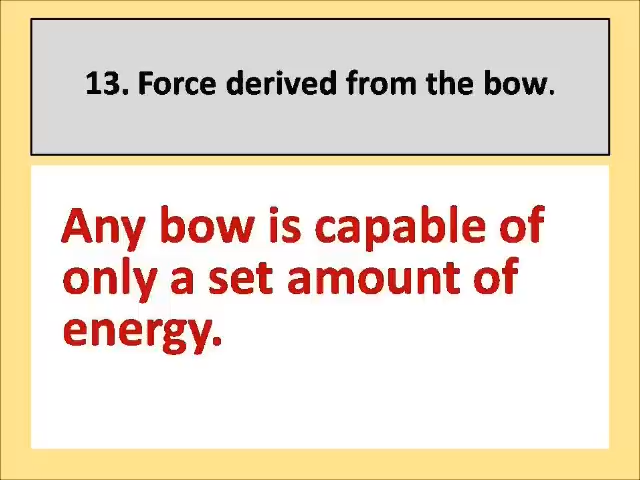 13. Force derived from the bow.
Any bow is capable of
only a set amount of
energy.